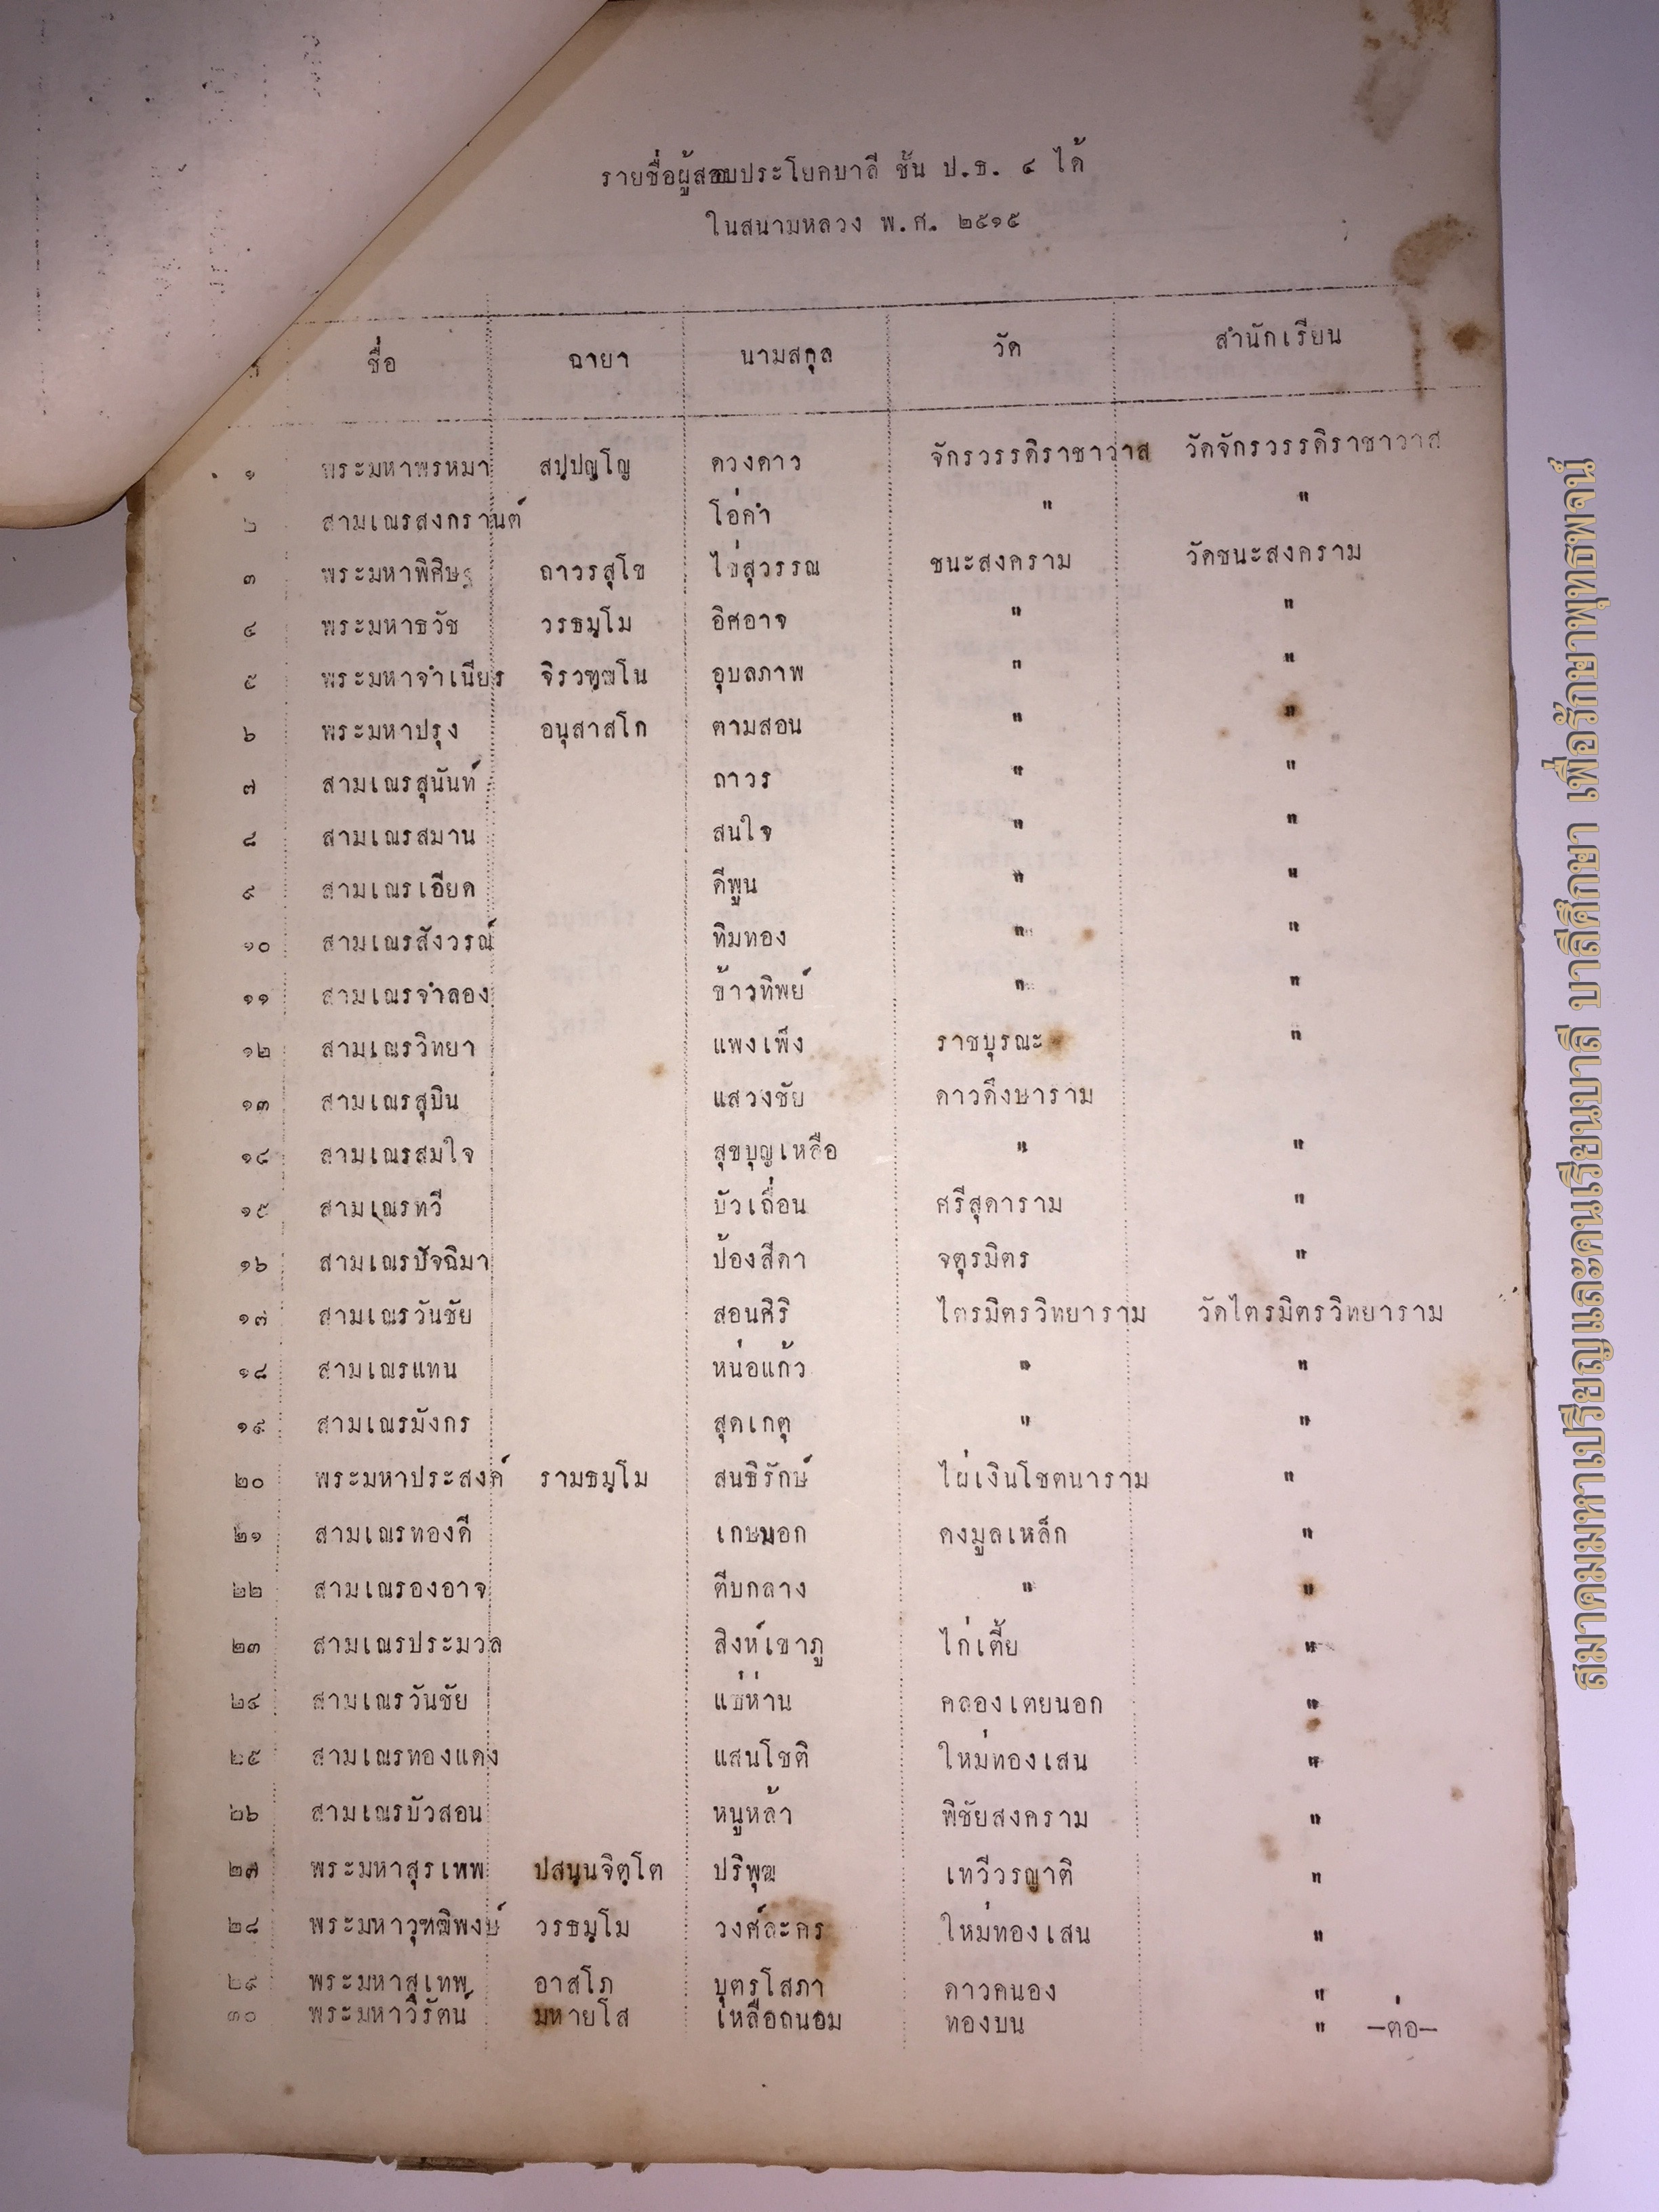 รายชื่อผู้สอบประโยคบาลี ชั้น ป.ธ. ๔ ได้
ในสนามหลวง พ.ศ. ๒๕๑๕
ชื่อ ฉายา นามสกุล วัด สำนักเรียน
๑ พระมหาพรหมา สปฺปญฺโญ ดวงดาว จักรวรรดิราชาวาส วัดจักรวรรดิราชาวาส
๒ สามเณรสงกรานต์ โอ่คำ " "
๓ พระมหาพิศิษฐ ถาวรสุโข ไข่สุวรรณ ชนะสงคราม วัดชนะสงคราม
๔ พระมหาธวัช วรธมฺโม อิศอาจ " "
๕ พระมหาจำเนียร จิรวฑฺฒโน อุบลภาพ " "
๖ พระมหาปรุง อนุสาสโก ตามสอน " "
๗ สามเณรสุนันท์ ถาวร " "
๘ สามเณรสมาน สนใจ " "
๙ สามเณรเอียด ดีพูน " "
๑๐ สามเณรสังวรณ์ ทิมทอง " "
๑๑ สามเณรจำลอง ข้าวทิพย์ " "
๑๒ สามเณรวิทยา แพงเพ็ง ราชบุรณะ "
๑๓ สามเณรสุบิน แสวงชัย ดาวดึงษาราม
๑๔ สามเณรสมใจ สุขบุญเหลือ " "
๑๕ สามเณรทวี บัวเถื่อน ศรีสุดาราม "
๑๖ สามเณรปัจฉิมา ป้องสีดา จตุรมิตร "
๑๗ สามเณรวันชัย สอนศิริ ไตรมิตรวิทยาราม วัดไตรมิตรวิทยาราม
๑๘ สามเณรแทน หน่อแก้ว " "
๑๙ สามเณรมังกร สุดเกตุ " "
๒๐ พระมหาประสงค์ รามธมฺโม สนธิรักษ์ ไผ่เงินโชตนาราม "
๒๑ สามเณรทองดี เกษมอก ดงมูลเหล็ก "
๒๒ สามเณรองอาจ ตีบกลาง " "
๒๓ สามเณรประมวล สิงห์เขาภู ไก่เตี้ย "
๒๔ สามเณรวันชัย แซ่ห่าน คลองเตยนอก "
๒๕ สามเณรทองแดง แสนโชติ ใหม่ทองเสน "
๒๖ สามเณรบัวสอน หนูหล้า พิชัยสงคราม "
๒๗ พระมหาสุรเทพ ปสนฺนจิตฺโต ปริพุฒ เทวีวรญาติ "
๒๘ พระมหาวุฑฒิพงษ์ วรธมฺโม วงศ์ละคร ใหม่ทองเสน "
๒๙ พระมหาสุเทพ อาสโภ บุตรโสภา ดาวคนอง "
๓๐ พระมหาวิรัตน์ มหายโส เหลือถนอม ทองบน " —ต่อ—
สมาคมมหาเปรียญและคนเรียนบาลี บาลีศึกษา เพื่อรักษาพุทธพจน์